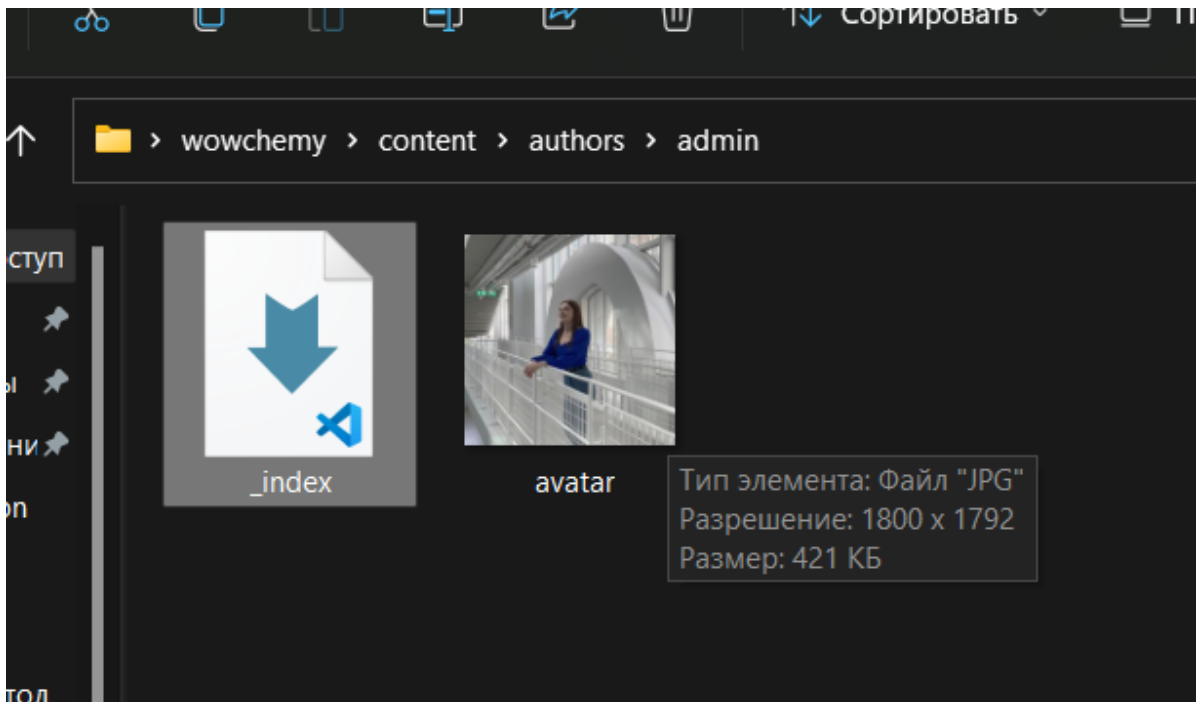 Сортировать
wowchemy > content > authors > admin
ступ
ы
ни
on
_index
avatar
Тип элемента: Файл "JPG"
Разрешение: 1800 x 1792
Размер: 421 КБ
тол